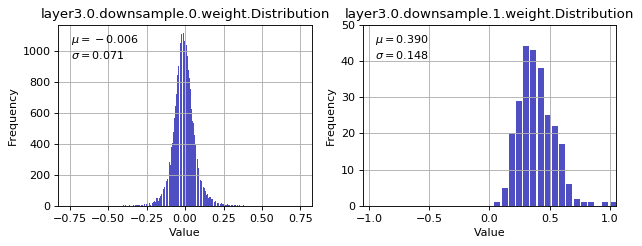 layer3.0.downsample.0.weight.Distribution
μ = −0.006
σ = 0.071
Frequency
1000
800
600
400
200
0
−0.75 −0.50 −0.25 0.00 0.25 0.50 0.75
Value
layer3.0.downsample.1.weight.Distribution
μ = 0.390
σ = 0.148
Frequency
50
40
30
20
10
0
−1.0 −0.5 0.0 0.5 1.0
Value